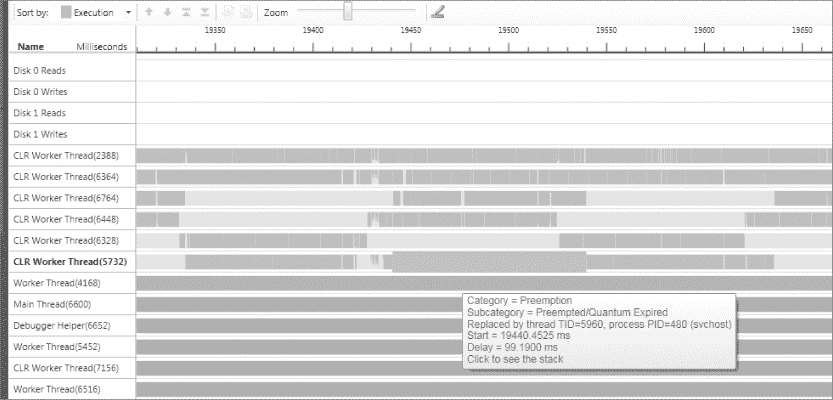 Sort by: Execution Zoom
Name Milliseconds 19350 19400 19450 19500 19550 19600 19650
Disk 0 Reads
Disk 0 Writes
Disk 1 Reads
Disk 1 Writes
CLR Worker Thread(2388)
CLR Worker Thread(6364)
CLR Worker Thread(6764)
CLR Worker Thread(6448)
CLR Worker Thread(6328)
CLR Worker Thread(5732)
Worker Thread(4168)
Main Thread(6600)
Debugger Helper(6652)
Worker Thread(5452)
CLR Worker Thread(7156)
Worker Thread(6516)
Category = Preemption
Subcategory = Preempted/Quantum Expired
Replaced by thread TID=5960, process PID=480 (svchost)
Start = 19440.4525 ms
Delay = 99.1900 ms
Click to see the stack